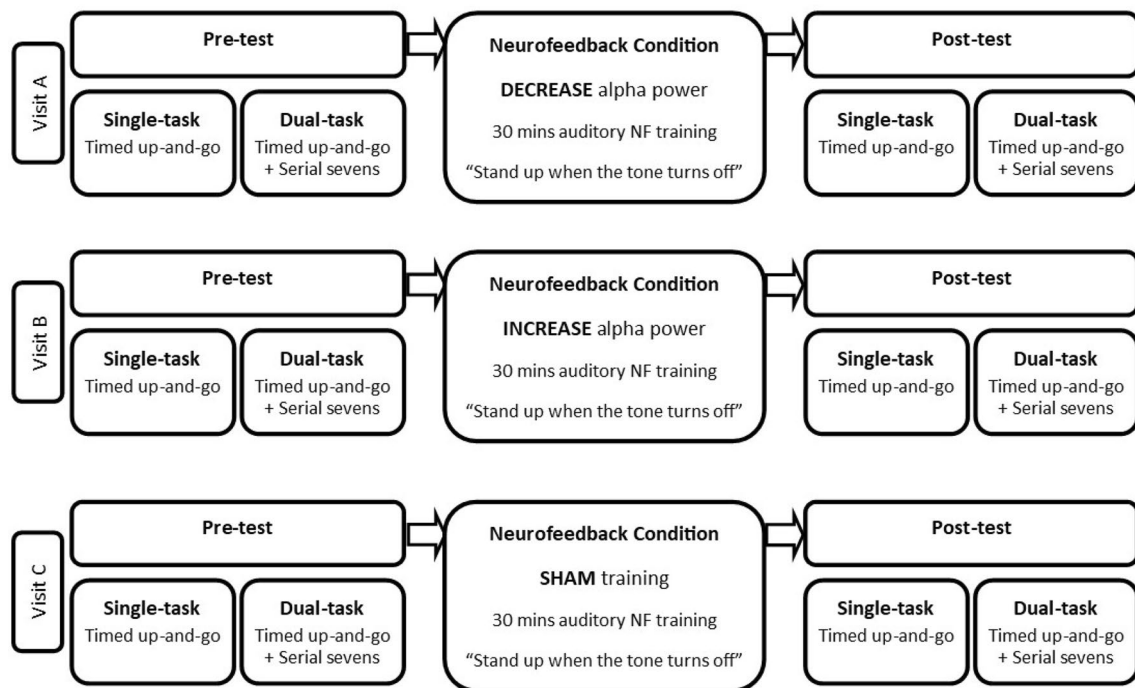 Visit A
Pre-test
Single-task
Timed up-and-go
Dual-task
Timed up-and-go
+ Serial sevens
Neurofeedback Condition
DECREASE alpha power
30 mins auditory NF training
“Stand up when the tone turns off”
Post-test
Single-task
Timed up-and-go
Dual-task
Timed up-and-go
+ Serial sevens
Visit B
Pre-test
Single-task
Timed up-and-go
Dual-task
Timed up-and-go
+ Serial sevens
Neurofeedback Condition
INCREASE alpha power
30 mins auditory NF training
“Stand up when the tone turns off”
Post-test
Single-task
Timed up-and-go
Dual-task
Timed up-and-go
+ Serial sevens
Visit C
Pre-test
Single-task
Timed up-and-go
Dual-task
Timed up-and-go
+ Serial sevens
Neurofeedback Condition
SHAM training
30 mins auditory NF training
“Stand up when the tone turns off”
Post-test
Single-task
Timed up-and-go
Dual-task
Timed up-and-go
+ Serial sevens